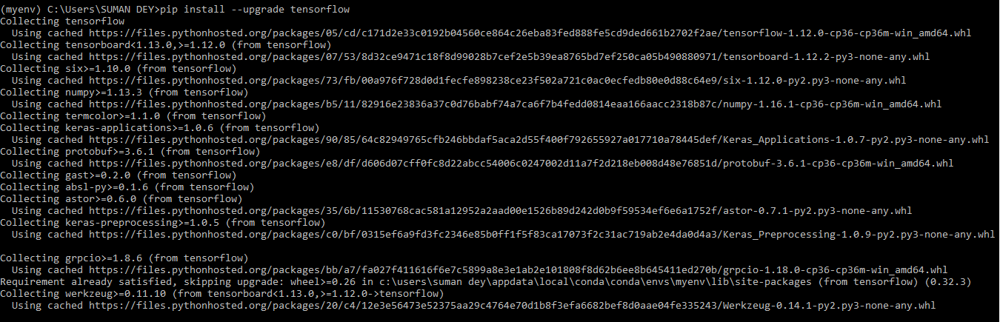 (myenv) C:\Users\SUMAN DEY>pip install --upgrade tensorflow
Collecting tensorflow
  Using cached https://files.pythonhosted.org/packages/05/cd/c171d2e33c0192b04560ce864c26eba83fed888fe5cd9ded661b2702f2ae/tensorflow-1.12.0-cp36-cp36m-win_amd64.whl
Collecting tensorboard<1.13.0,>=1.12.0 (from tensorflow)
  Using cached https://files.pythonhosted.org/packages/07/53/8d32ce9471c18f8d99028b7cef2e5b39ea8765bd7ef250ca05b490880971/tensorboard-1.12.2-py3-none-any.whl
Collecting six>=1.10.0 (from tensorflow)
  Using cached https://files.pythonhosted.org/packages/73/fb/00a976f728d0d1fecfe898238ce23f502a721c0ac0ecfedb80e0d88c64e9/six-1.12.0-py2.py3-none-any.whl
Collecting numpy>=1.13.3 (from tensorflow)
  Using cached https://files.pythonhosted.org/packages/b5/11/82916e23836a37c0d76babf74a7ca6f7b4fedd0814eaa166aacc2318b87c/numpy-1.16.1-cp36-cp36m-win_amd64.whl
Collecting termcolor>=1.1.0 (from tensorflow)
Collecting keras-applications>=1.0.6 (from tensorflow)
  Using cached https://files.pythonhosted.org/packages/90/85/64c82949765cfb246bbdaf5aca2d55f400f792655927a017710a78445def/Keras_Applications-1.0.7-py2.py3-none-any.whl
Collecting protobuf>=3.6.1 (from tensorflow)
  Using cached https://files.pythonhosted.org/packages/e8/df/d606d07cff0fc8d22abcc54006c0247002d11a7f2d218eb008d48e76851d/protobuf-3.6.1-cp36-cp36m-win_amd64.whl
Collecting gast>=0.2.0 (from tensorflow)
Collecting absl-py>=0.1.6 (from tensorflow)
Collecting astor>=0.6.0 (from tensorflow)
  Using cached https://files.pythonhosted.org/packages/35/6b/11530768cac581a12952a2aad00e1526b89d242d0b9f59534ef6e6a1752f/astor-0.7.1-py2.py3-none-any.whl
Collecting keras-preprocessing>=1.0.5 (from tensorflow)
  Using cached https://files.pythonhosted.org/packages/c0/bf/0315ef6a9fd3fc2346e85b0ff1f5f83ca17073f2c31ac719ab2e4da0d4a3/Keras_Preprocessing-1.0.9-py2.py3-none-any.whl
Collecting grpcio>=1.8.6 (from tensorflow)
  Using cached https://files.pythonhosted.org/packages/bb/a7/fa027f411616f6e7c5899a8e3e1ab2e101808f8d62b6ee8b645411ed270b/grpcio-1.18.0-cp36-cp36m-win_amd64.whl
Requirement already satisfied, skipping upgrade: wheel>=0.26 in c:\users\suman dey\appdata\local\conda\conda\envs\myenv\lib\site-packages (from tensorflow) (0.32.3)
Collecting werkzeug>=0.11.10 (from tensorboard<1.13.0,>=1.12.0->tensorflow)
  Using cached https://files.pythonhosted.org/packages/20/c4/12e3e56473e52375aa29c4764e70d1b8f3efa6682bef8d0aae04fe335243/Werkzeug-0.14.1-py2.py3-none-any.whl